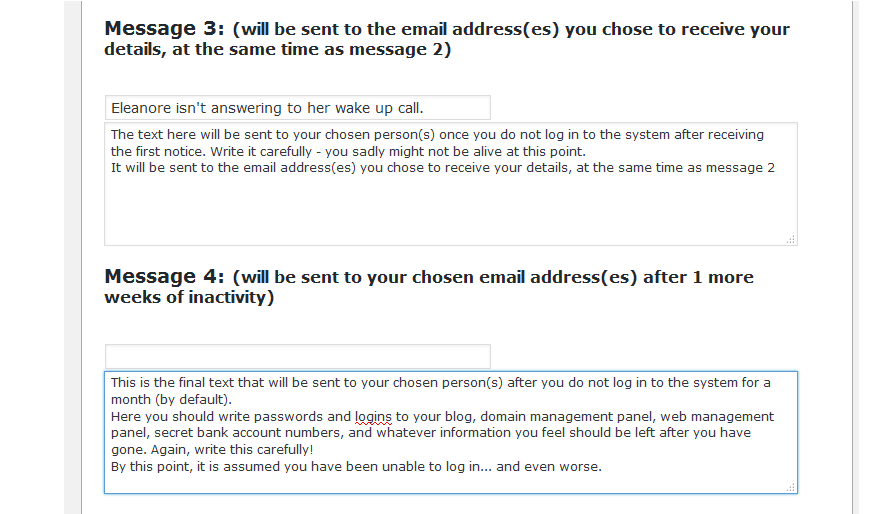 Message 3: (will be sent to the email address(es) you chose to receive your
details, at the same time as message 2)
Eleanore isn't answering to her wake up call.
The text here will be sent to your chosen person(s) once you do not log in to the system after receiving
the first notice. Write it carefully - you sadly might not be alive at this point.
It will be sent to the email address(es) you chose to receive your details, at the same time as message 2
Message 4: (will be sent to your chosen email address(es) after 1 more
weeks of inactivity)
This is the final text that will be sent to your chosen person(s) after you do not log in to the system for a
month (by default).
Here you should write passwords and logins to your blog, domain management panel, web management
panel, secret bank account numbers, and whatever information you feel should be left after you have
gone. Again, write this carefully!
By this point, it is assumed you have been unable to log in... and even worse.